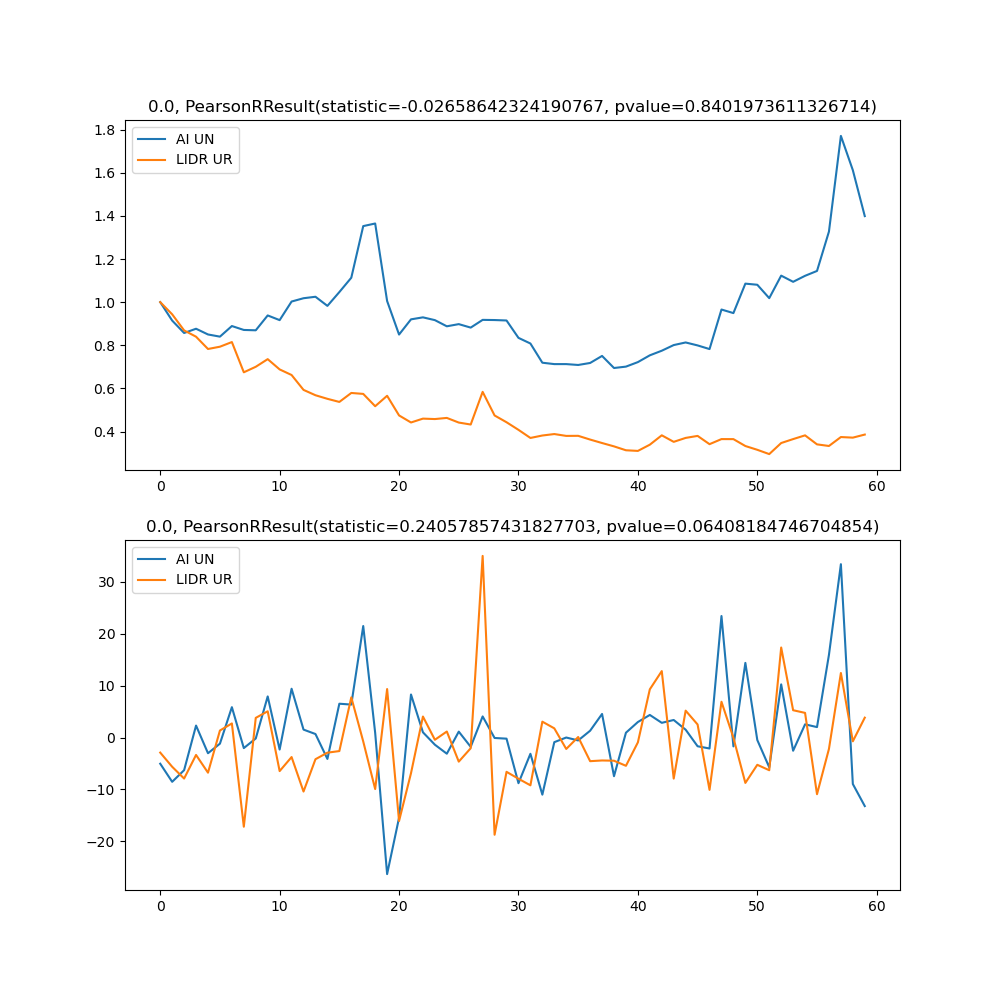 0.0, PearsonRResult(statistic=-0.02658642324190767, pvalue=0.8401973611326714)
AI UN
LIDR UR
1.8
1.6
1.4
1.2
1.0
0.8
0.6
0.4
0 10 20 30 40 50 60
0.0, PearsonRResult(statistic=0.24057857431827703, pvalue=0.06408184746704854)
AI UN
LIDR UR
30
20
10
0
−10
−20
0 10 20 30 40 50 60